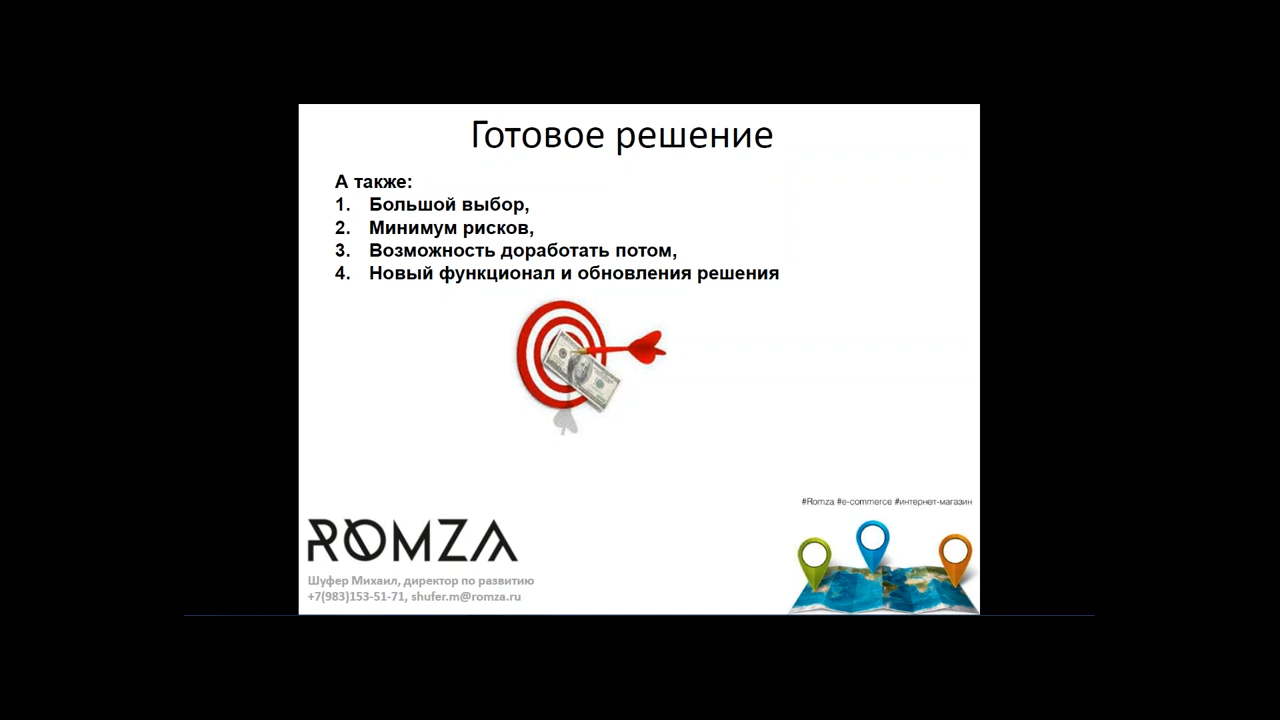 Готовое решение
А также:
1. Большой выбор,
2. Минимум рисков,
3. Возможность доработать потом,
4. Новый функционал и обновления решения
#Romza #e-commerce #интернет-магазин
ROMZA
Шуфер Михаил, директор по развитию
+7(983)153-51-71, shufer.m@romza.ru